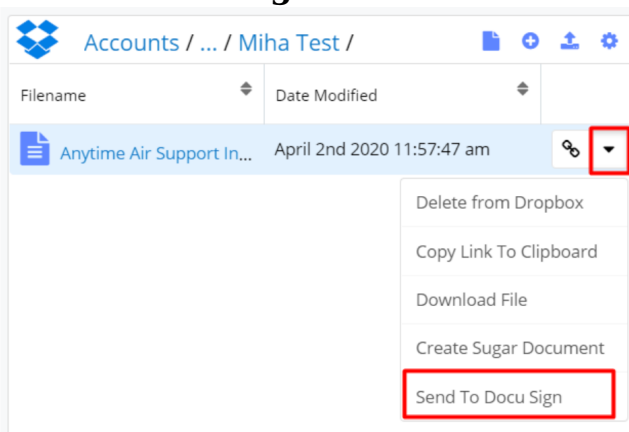 Accounts / ... / Miha Test /
Filename Date Modified
Anytime Air Support In... April 2nd 2020 11:57:47 am
Delete from Dropbox
Copy Link To Clipboard
Download File
Create Sugar Document
Send To Docu Sign